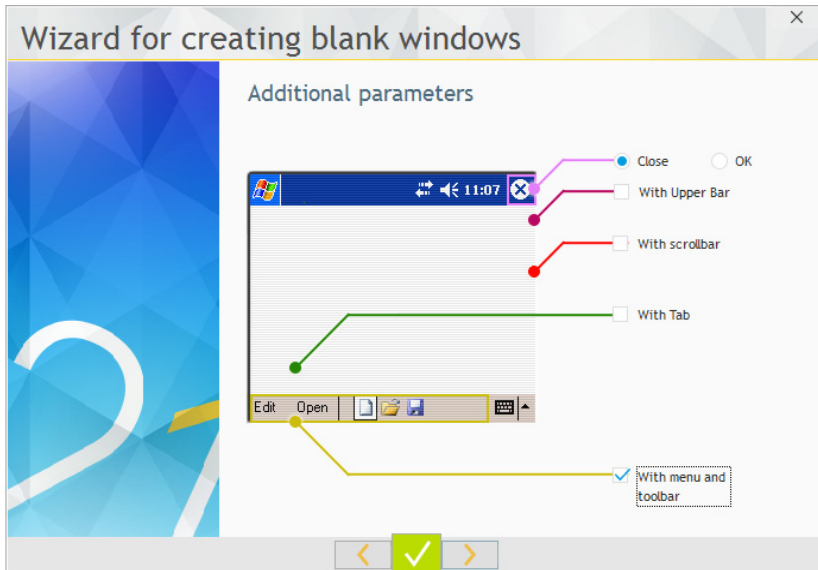 Wizard for creating blank windows
Additional parameters
Close
OK
11:07
With Upper Bar
With scrollbar
With Tab
Edit Open
With menu and
toolbar